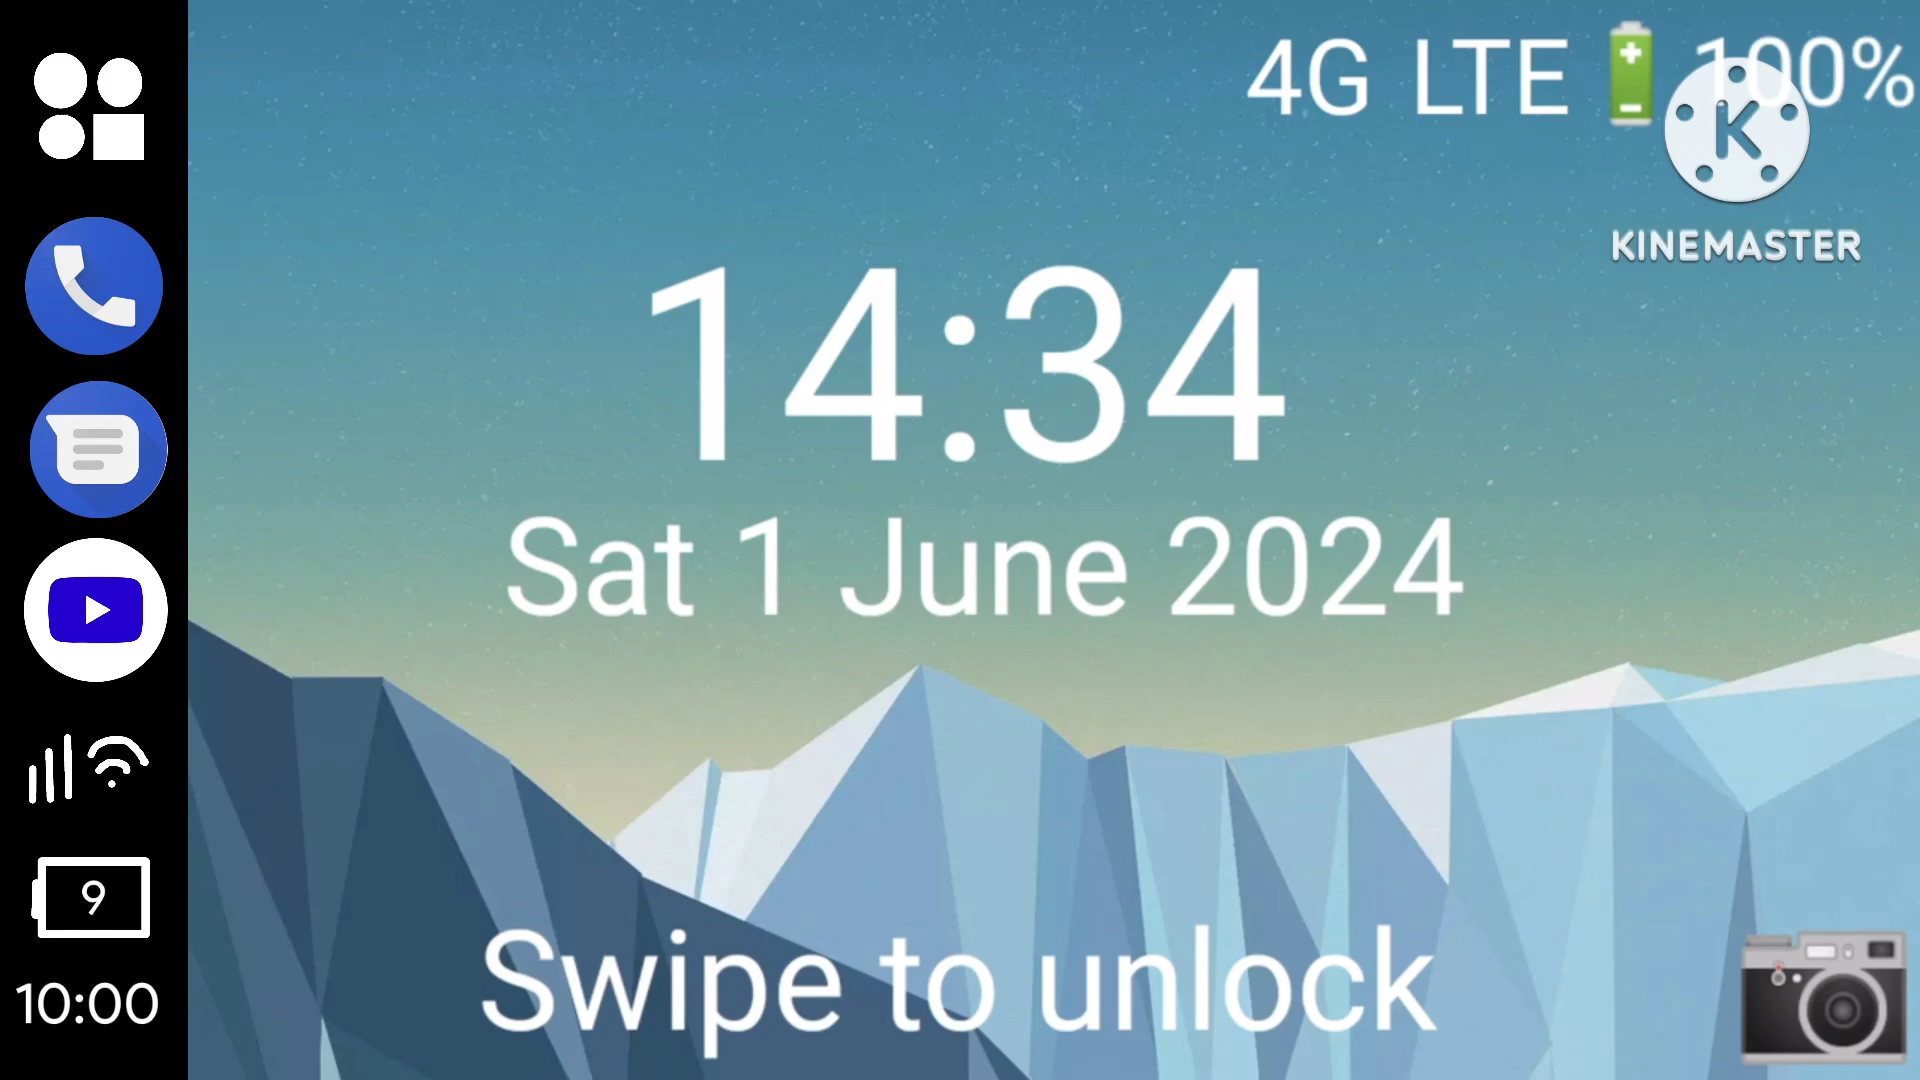 4G LTE 100%
K
KINEMASTER
14:34
Sat 1 June 2024
Swipe to unlock
9
10:00